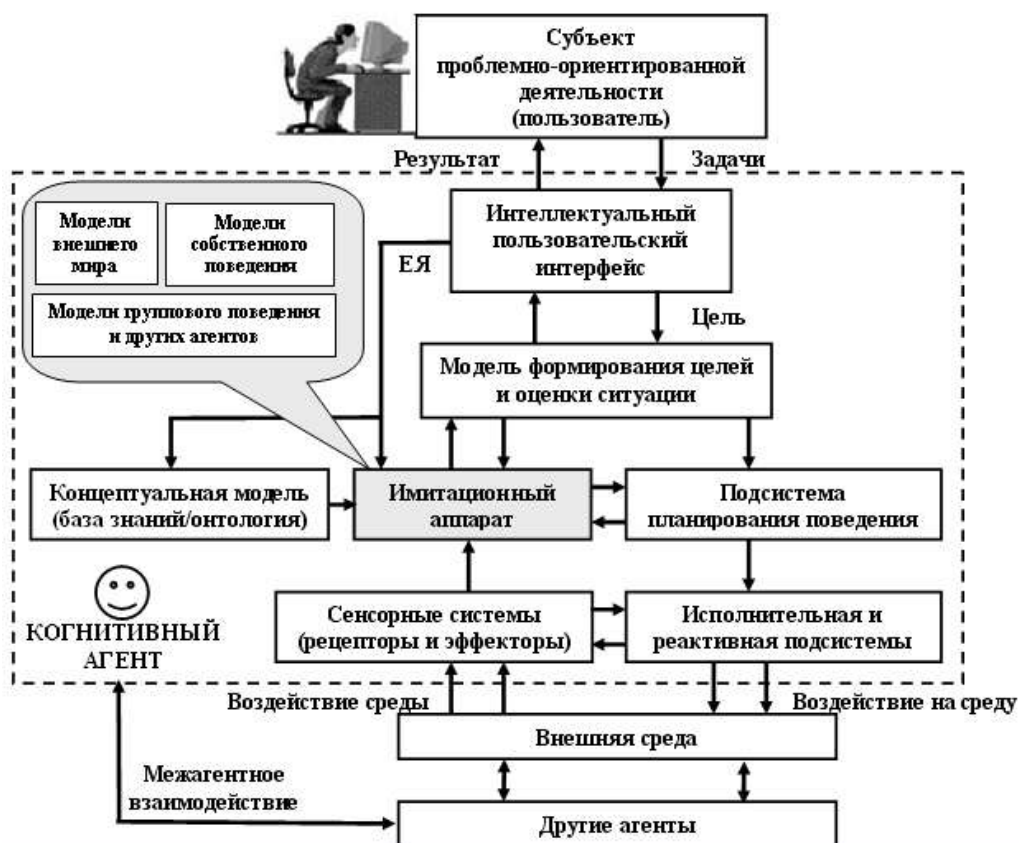 Субъект
проблемно-ориентированной
деятельности
(пользователь)
Результат
Задачи
Модели
внешнего
мира
Модели
собственного
поведения
Модели группового поведения
и других агентов
Интеллектуальный
пользовательский
интерфейс
ЕЯ
Цель
Модель формирования целей
и оценки ситуации
Концептуальная модель
(база знаний/онтология)
Имитационный
аппарат
Подсистема
планирования поведения
КОГНИТИВНЫЙ
АГЕНТ
Сенсорные системы
(рецепторы и эффекторы)
Исполнительная и
реактивная подсистемы
Воздействие среды
Воздействие на среду
Внешняя среда
Межагентное
взаимодействие
Другие агенты